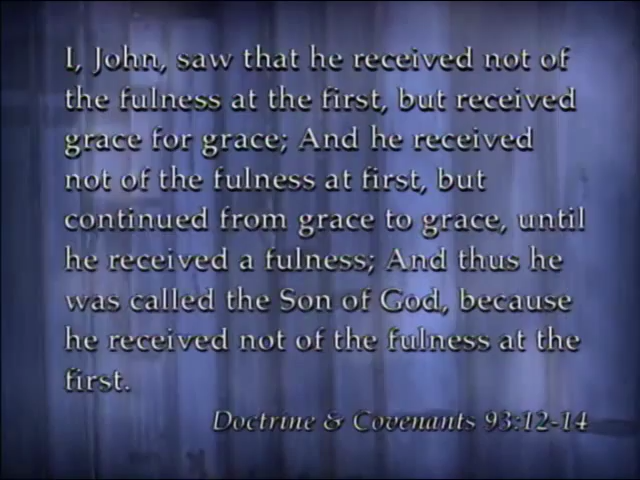 I, John, saw that he received not of
the fulness at the first, but received
grace for grace; And he received
not of the fulness at first, but
continued from grace to grace, until
he received a fulness; And thus he
was called the Son of God, because
he received not of the fulness at the
first.
Doctrine & Covenants 93:12-14